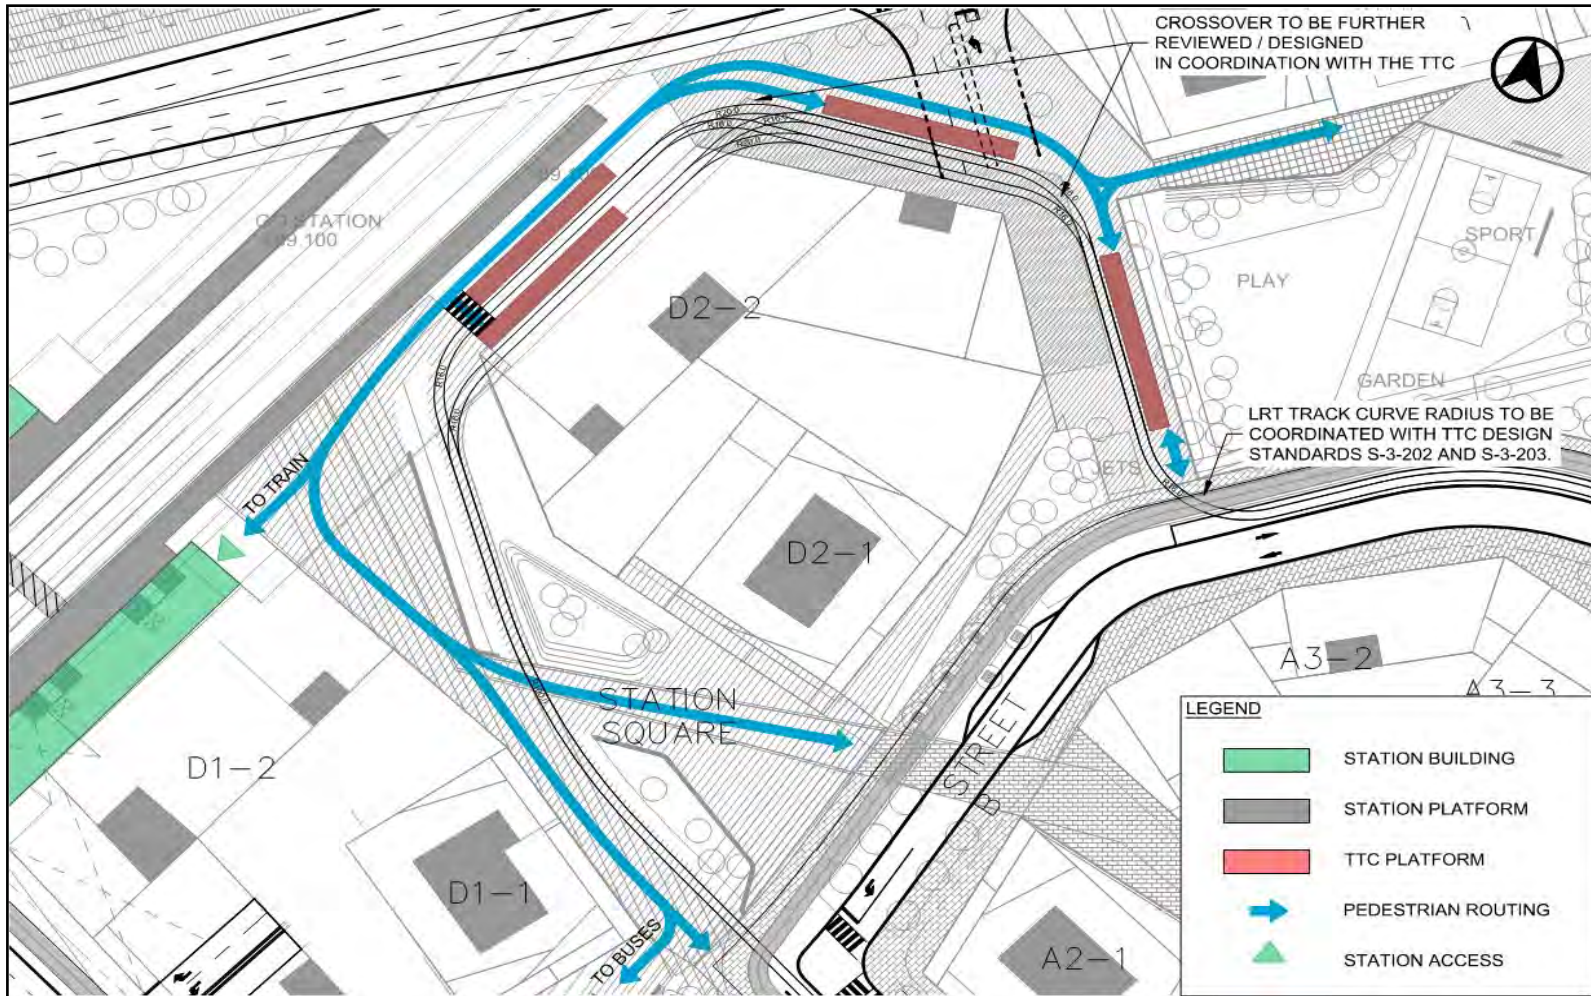 CROSSOVER TO BE FURTHER
REVIEWED / DESIGNED
IN COORDINATION WITH THE TTC
STATION
SPORT
PLAY
D2-2
GARDEN
LRT TRACK CURVE RADIUS TO BE
COORDINATED WITH TTC DESIGN
STANDARDS S-3-202 AND S-3-203.
JETS
TO TRAIN
D2-1
A3-2
A3-3
STATION
SQUARE
STREET
B
D1-2
D1-1
TO BUSES
A2-1
LEGEND
STATION BUILDING
STATION PLATFORM
TTC PLATFORM
PEDESTRIAN ROUTING
STATION ACCESS